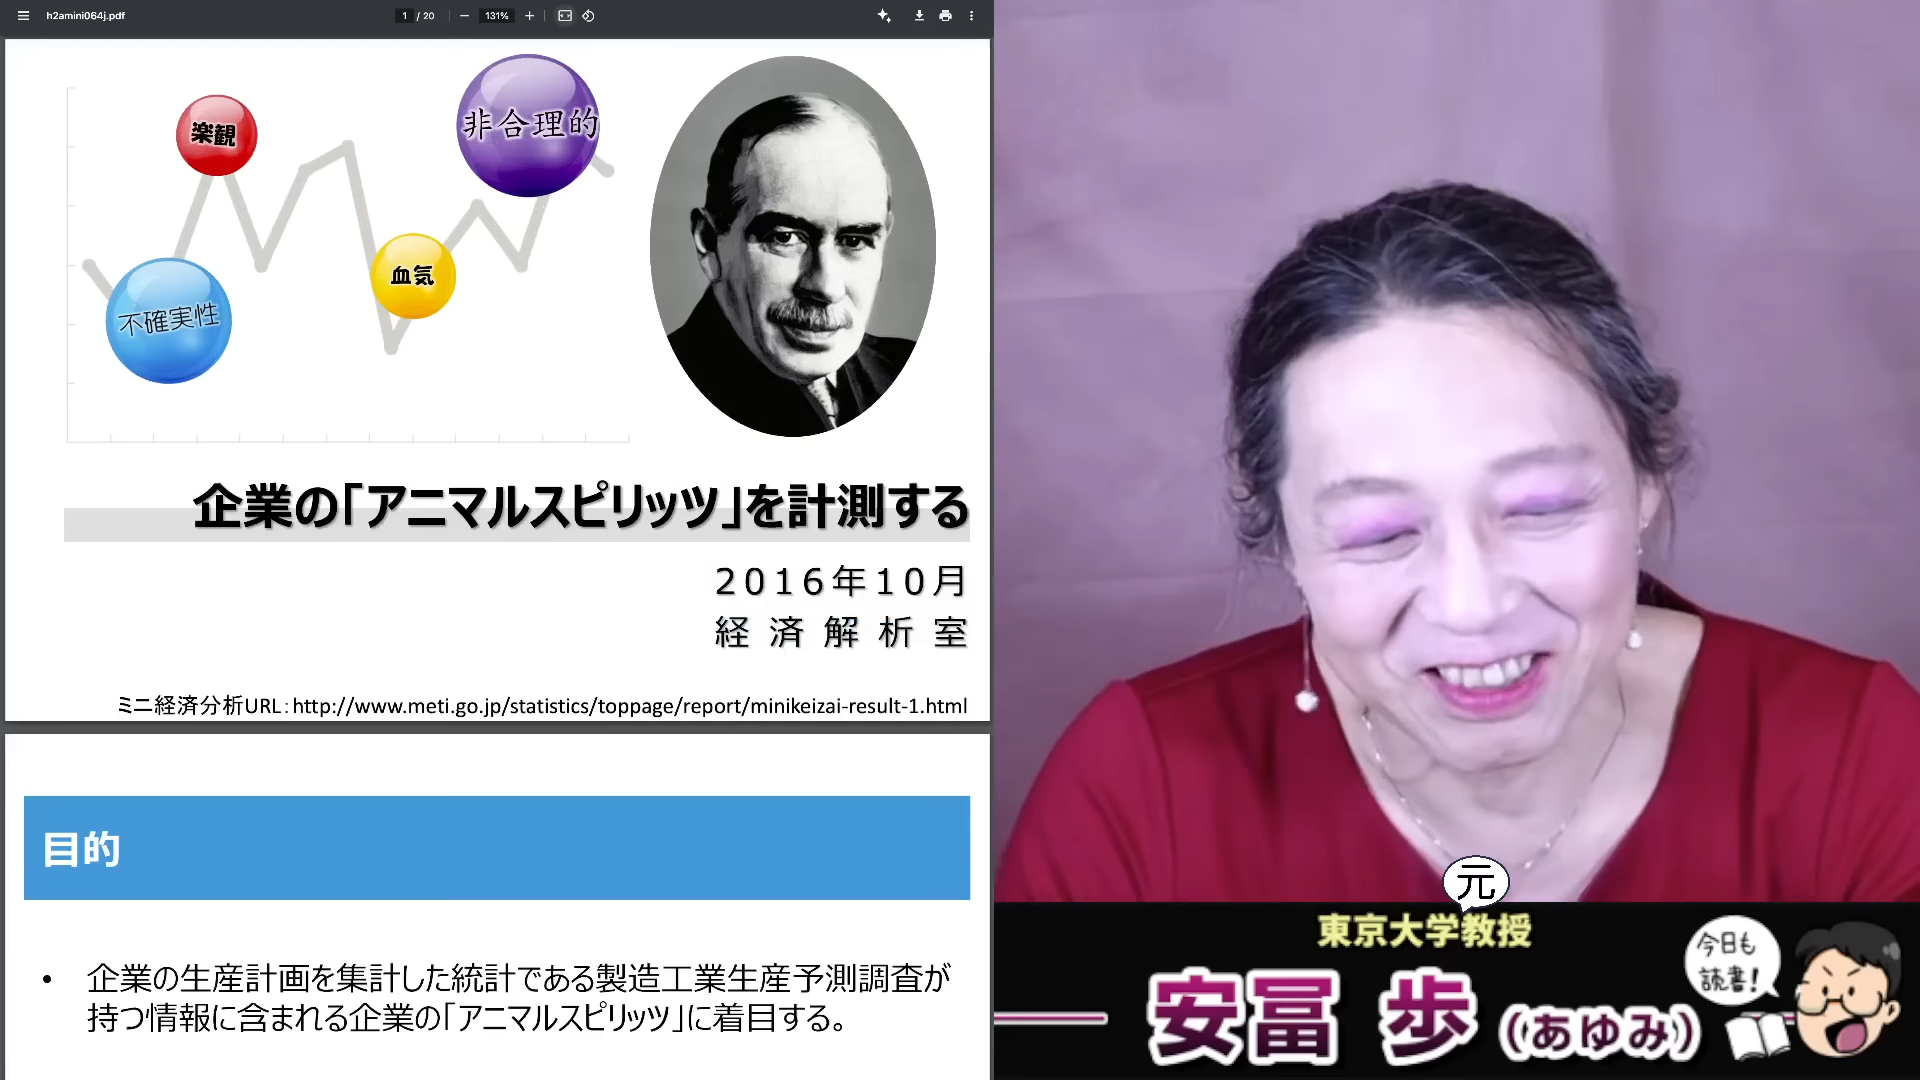 h2amini064j.pdf
1 / 20
131%
楽観
非合理的
血気
不確実性
企業の「アニマルスピリッツ」を計測する
2016年10月
経済解析室
ミニ経済分析URL:http://www.meti.go.jp/statistics/toppage/report/minikeizai-result-1.html
目的
• 企業の生産計画を集計した統計である製造工業生産予測調査が
持つ情報に含まれる企業の「アニマルスピリッツ」に着目する。
元
東京大学教授
安冨 歩 (あゆみ)
今日も
読書!